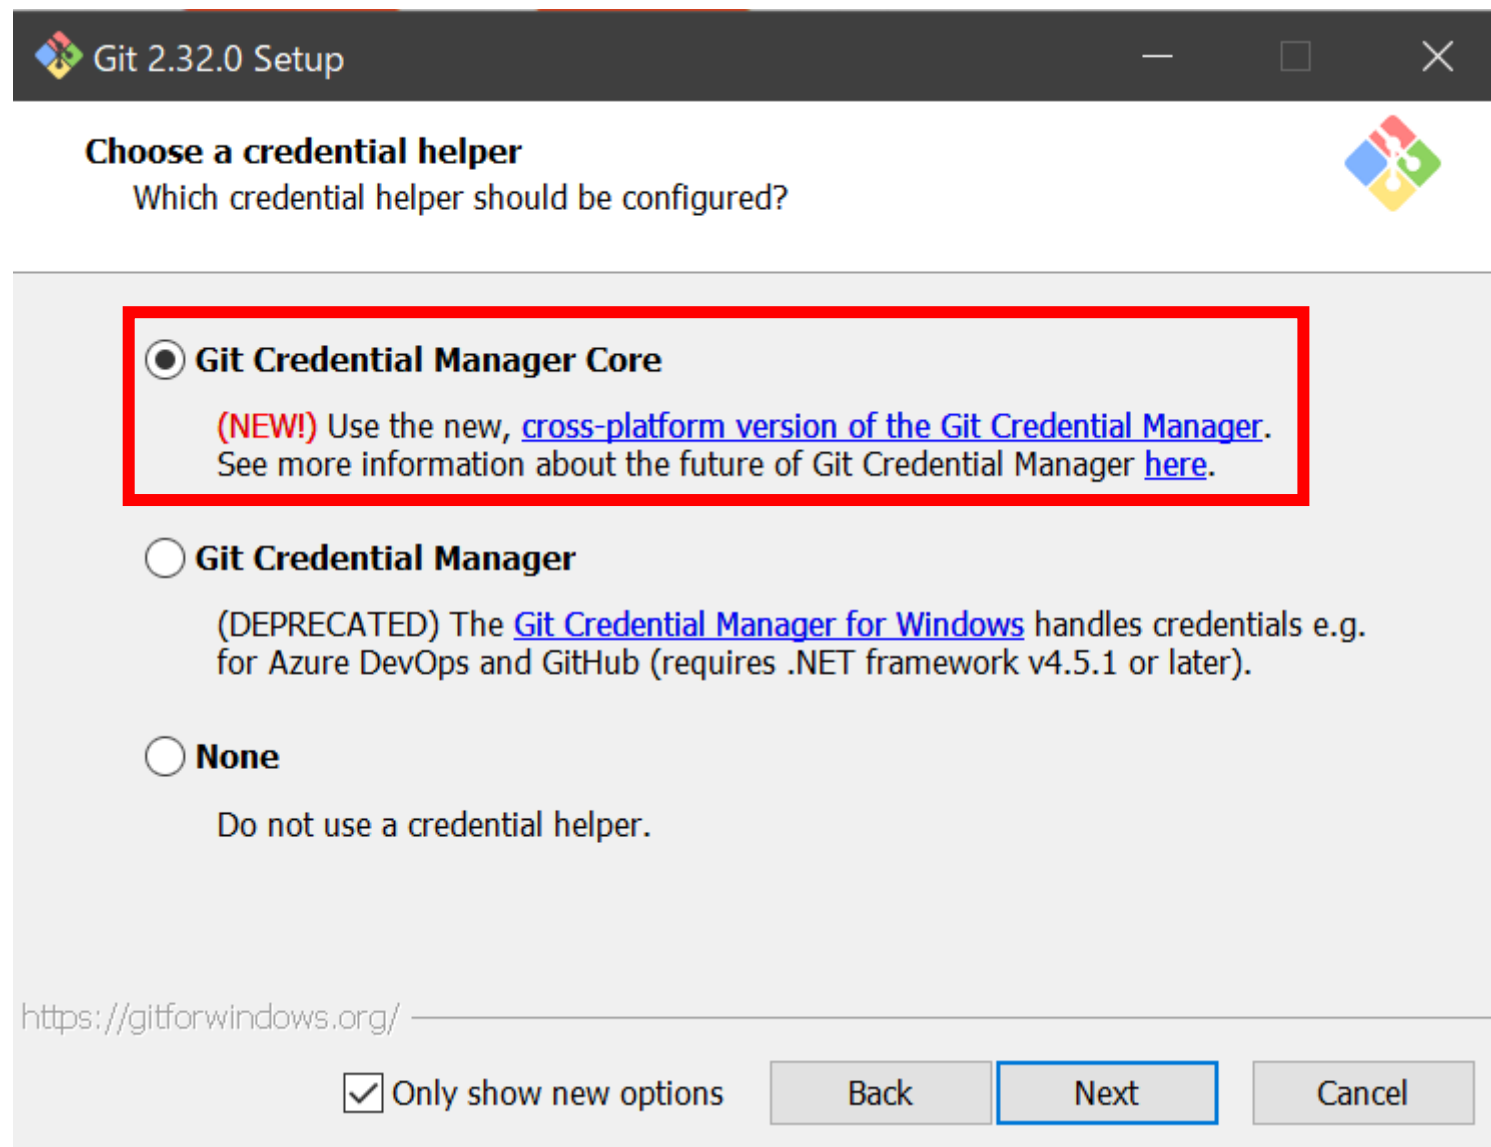 Git 2.32.0 Setup
Choose a credential helper
Which credential helper should be configured?
Git Credential Manager Core
(NEW!) Use the new, cross-platform version of the Git Credential Manager.
See more information about the future of Git Credential Manager here.
Git Credential Manager
(DEPRECATED) The Git Credential Manager for Windows handles credentials e.g.
for Azure DevOps and GitHub (requires .NET framework v4.5.1 or later).
None
Do not use a credential helper.
https://gitforwindows.org/
Only show new options Back Next Cancel